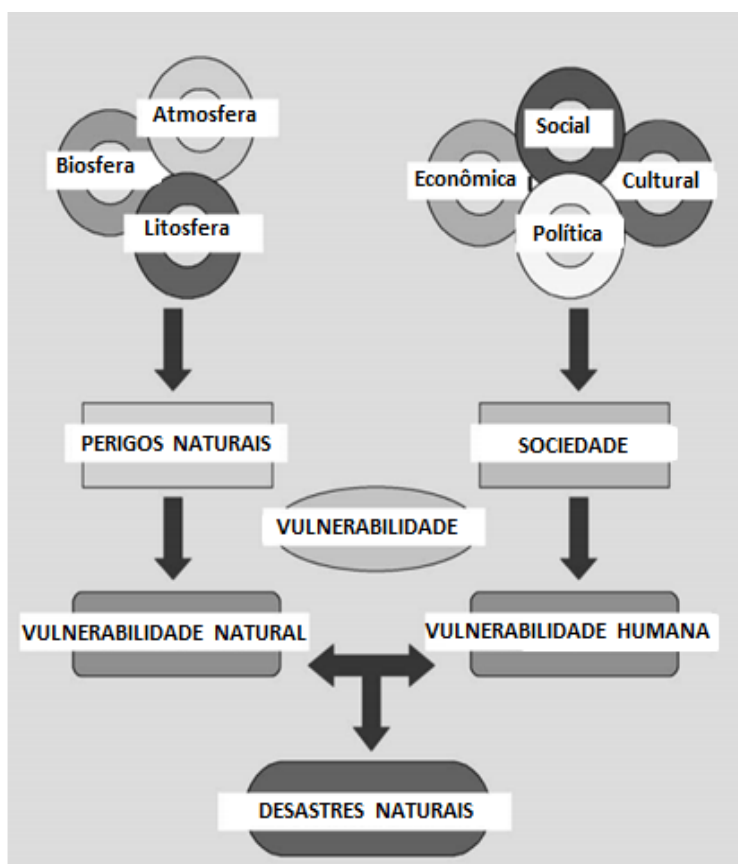 Atmosfera
Biosfera
Litosfera
Social
Econômica
Cultural
Política
PERIGOS NATURAIS
SOCIEDADE
VULNERABILIDADE
VULNERABILIDADE NATURAL
VULNERABILIDADE HUMANA
DESASTRES NATURAIS